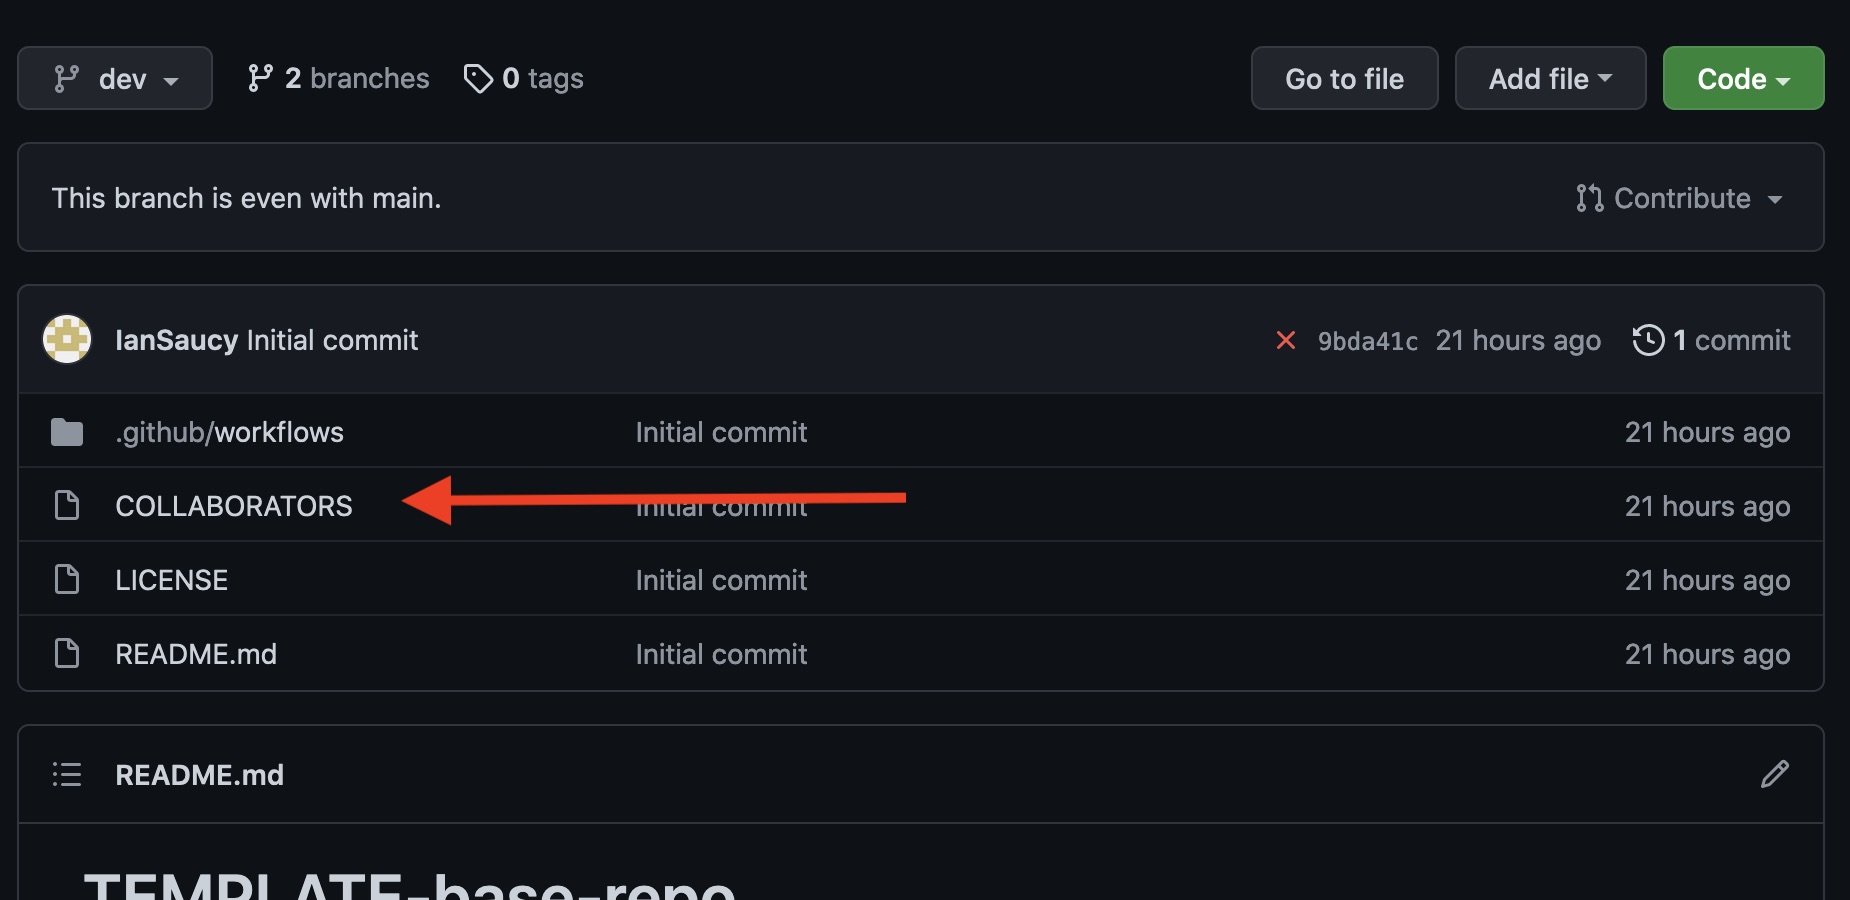 dev 2 branches 0 tags Go to file Add file Code
This branch is even with main. Contribute
IanSaucy Initial commit 9bda41c 21 hours ago 1 commit
.github/workflows Initial commit 21 hours ago
COLLABORATORS Initial commit 21 hours ago
LICENSE Initial commit 21 hours ago
README.md Initial commit 21 hours ago
README.md
TEMPLATE-base-repo